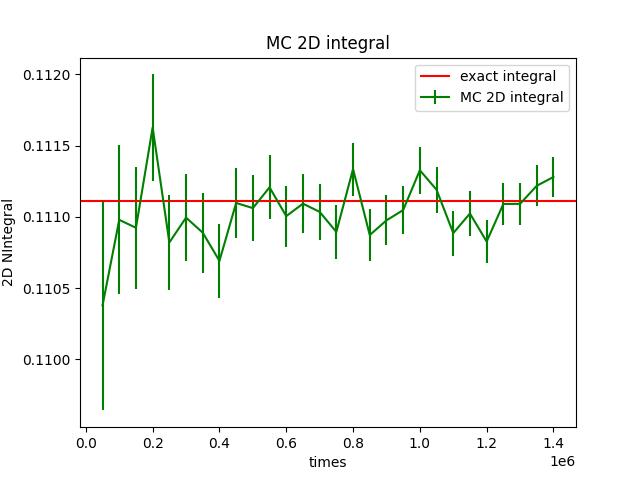 MC 2D integral
exact integral
MC 2D integral
2D NIntegral
0.1120
0.1115
0.1110
0.1105
0.1100
0.0 0.2 0.4 0.6 0.8 1.0 1.2 1.4
1e6
times